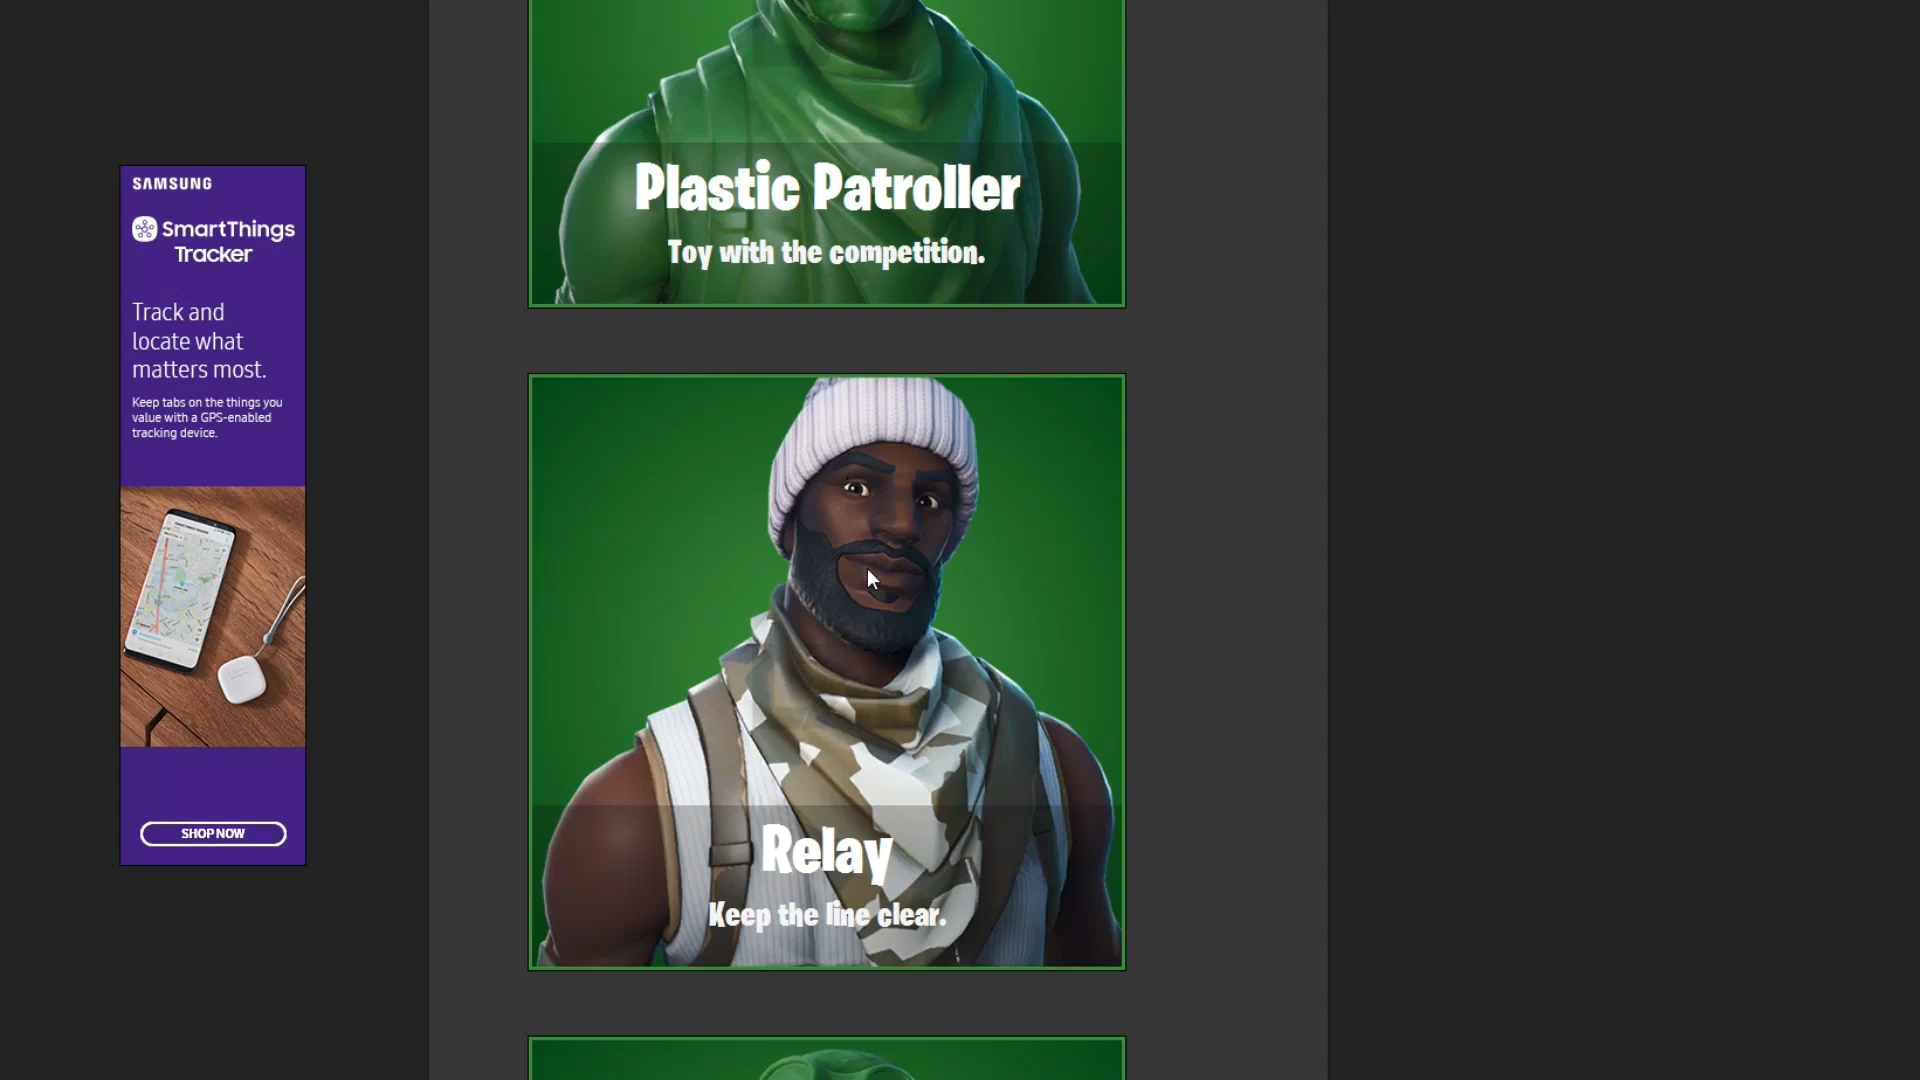 SAMSUNG
SmartThings
Tracker
Track and
locate what
matters most.
Keep tabs on the things you
value with a GPS-enabled
tracking device.
SHOP NOW
Plastic Patroller
Toy with the competition.
Relay
Keep the line clear.